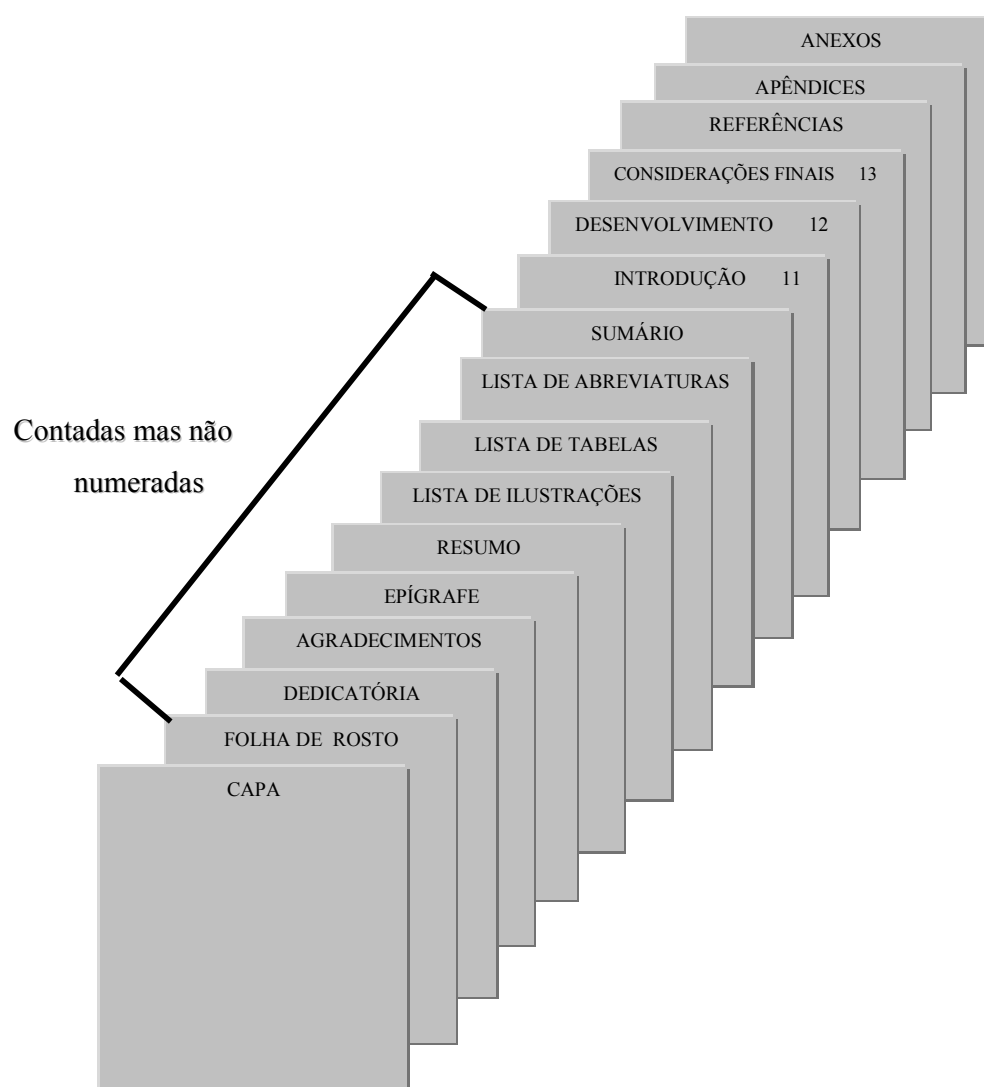 ANEXOS
APÊNDICES
REFERÊNCIAS
CONSIDERAÇÕES FINAIS 13
DESENVOLVIMENTO 12
INTRODUÇÃO 11
SUMÁRIO
LISTA DE ABREVIATURAS
LISTA DE TABELAS
LISTA DE ILUSTRAÇÕES
RESUMO
EPÍGRAFE
AGRADECIMENTOS
DEDICATÓRIA
FOLHA DE ROSTO
CAPA
Contadas mas não
numeradas